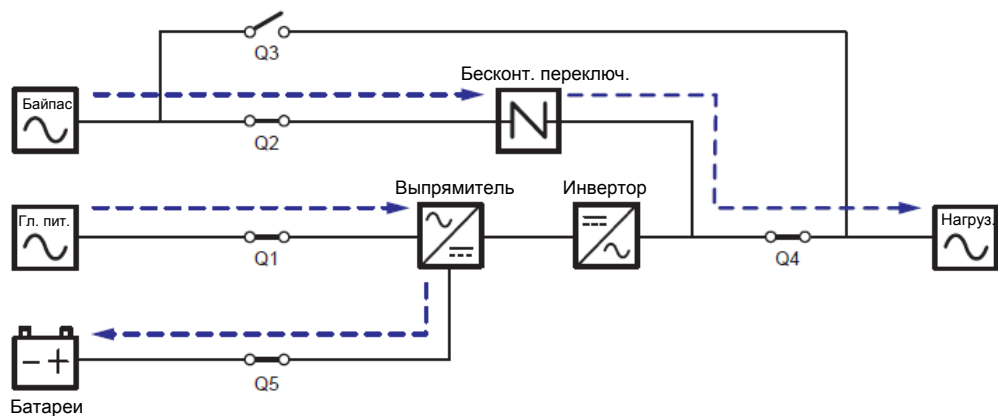 Q3
Бесконт. переключ.
Байпас
Q2
Выпрямитель
Инвертор
Гл. пит.
Нагруз.
Q1
Q4
Q5
Батареи